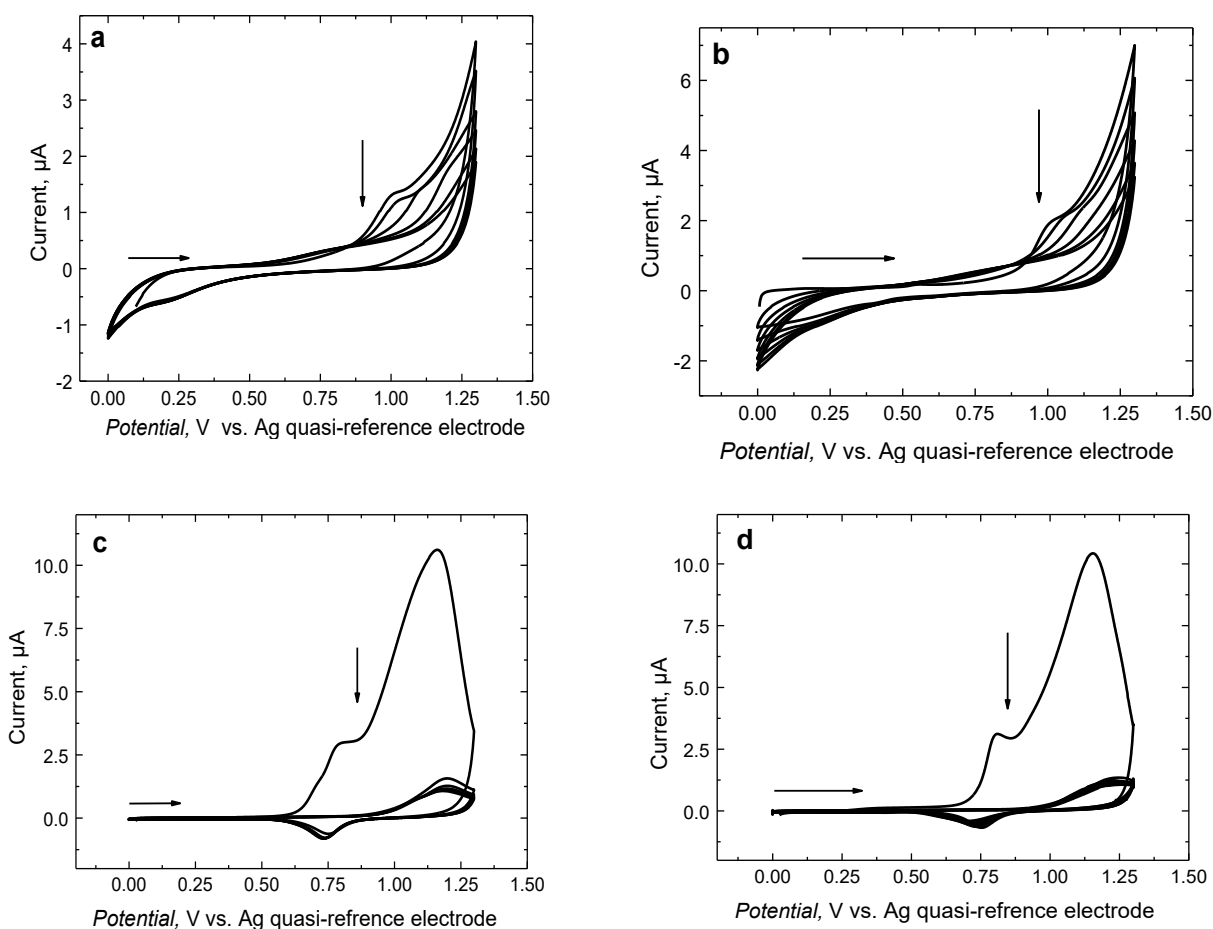 a
Current, µA
4
3
2
1
0
-1
-2
0.00 0.25 0.50 0.75 1.00 1.25 1.50
Potential, V vs. Ag quasi-reference electrode
b
Current, µA
6
4
2
0
-2
0.00 0.25 0.50 0.75 1.00 1.25 1.50
Potential, V vs. Ag quasi-reference electrode
c
Current, µA
10.0
7.5
5.0
2.5
0.0
0.00 0.25 0.50 0.75 1.00 1.25 1.50
Potential, V vs. Ag quasi-refrence electrode
d
Current, µA
10.0
7.5
5.0
2.5
0.0
0.00 0.25 0.50 0.75 1.00 1.25 1.50
Potential, V vs. Ag quasi-reference electrode